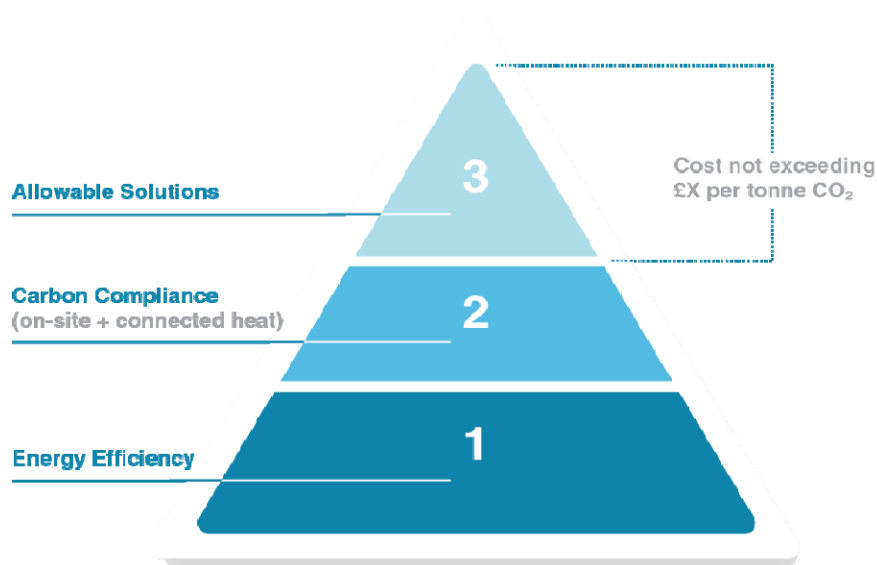 3
Cost not exceeding
£X per tonne CO₂
Allowable Solutions
Carbon Compliance
(on-site + connected heat)
2
Energy Efficiency
1